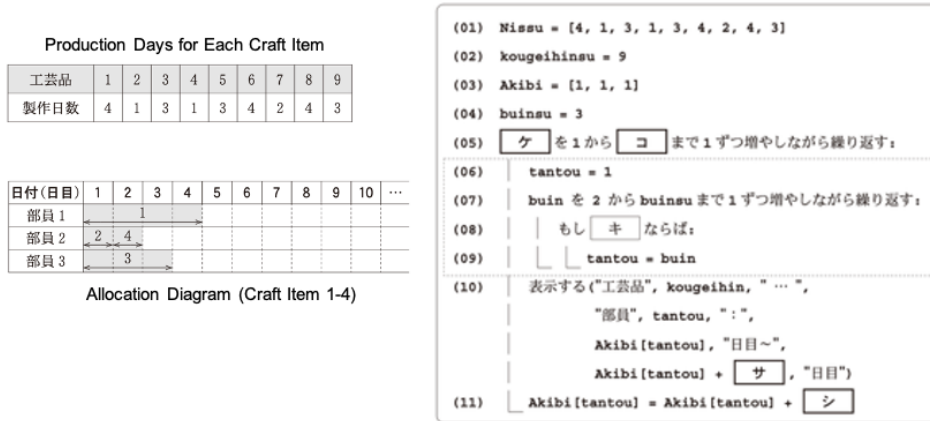 Production Days for Each Craft Item
工芸品 1 2 3 4 5 6 7 8 9
製作日数 4 1 3 1 3 4 2 4 3
日付(日目) 1 2 3 4 5 6 7 8 9 10 …
部員 1 1
部員 2 2 4
部員 3 3
Allocation Diagram (Craft Item 1-4)
(01) Nissu = [4, 1, 3, 1, 3, 4, 2, 4, 3]
(02) kougeihinsu = 9
(03) Akibi = [1, 1, 1]
(04) buinsu = 3
(05) ケ を 1 から コ まで 1 ずつ増やしながら繰り返す:
(06) tantou = 1
(07) buin を 2 から buinsu まで 1 ずつ増やしながら繰り返す:
(08) もし キ ならば:
(09) tantou = buin
(10) 表示する("工芸品", kougeihin, " … ",
"部員", tantou, ":",
Akibi[tantou], "日目~",
Akibi[tantou] + サ , "日目")
(11) Akibi[tantou] = Akibi[tantou] + シ